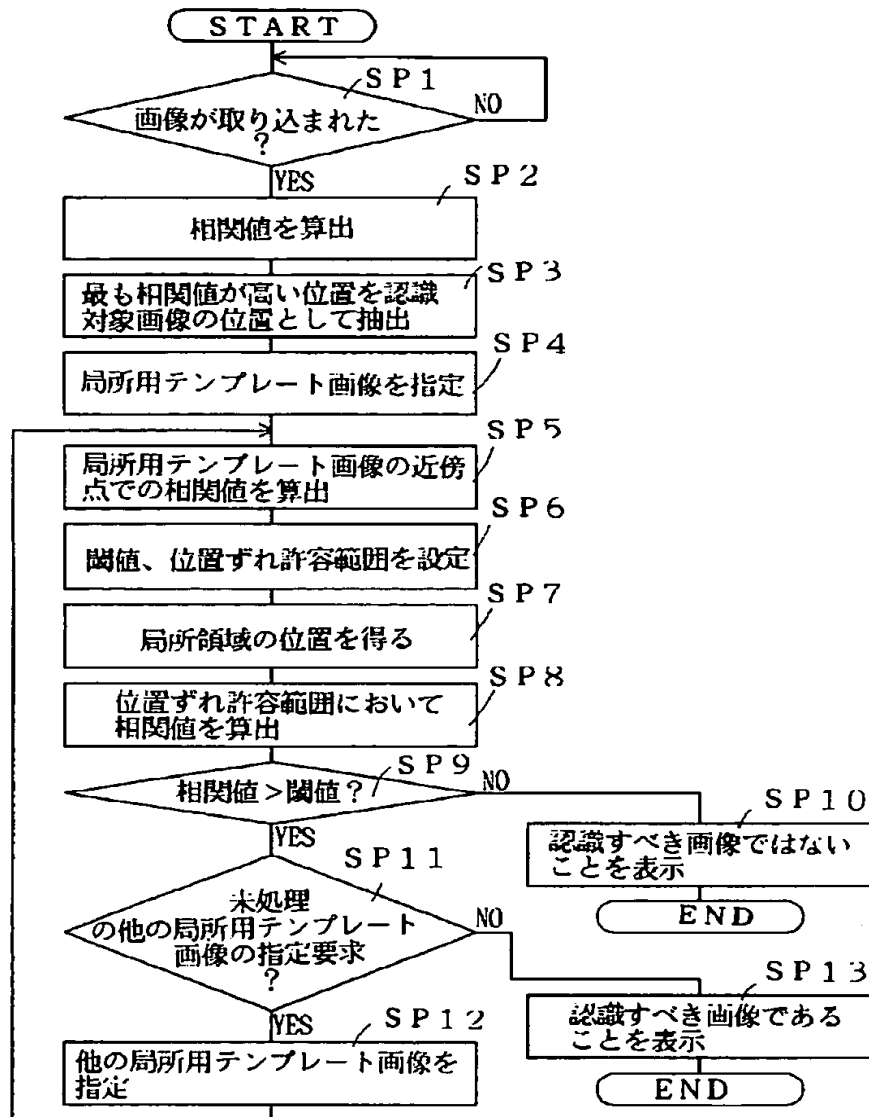 START
SP1
画像が取り込まれた
?
NO
YES
SP2
相関値を算出
SP3
最も相関値が高い位置を認識
対象画像の位置として抽出
SP4
局所用テンプレート画像を指定
SP5
局所用テンプレート画像の近傍
点での相関値を算出
SP6
閾値、位置ずれ許容範囲を設定
SP7
局所領域の位置を得る
SP8
位置ずれ許容範囲において
相関値を算出
SP9
相関値>閾値?
NO
YES
SP10
認識すべき画像ではない
ことを表示
END
SP11
未処理
の他の局所用テンプレート
画像の指定要求
?
NO
YES
SP12
他の局所用テンプレート画像を
指定
SP13
認識すべき画像である
ことを表示
END